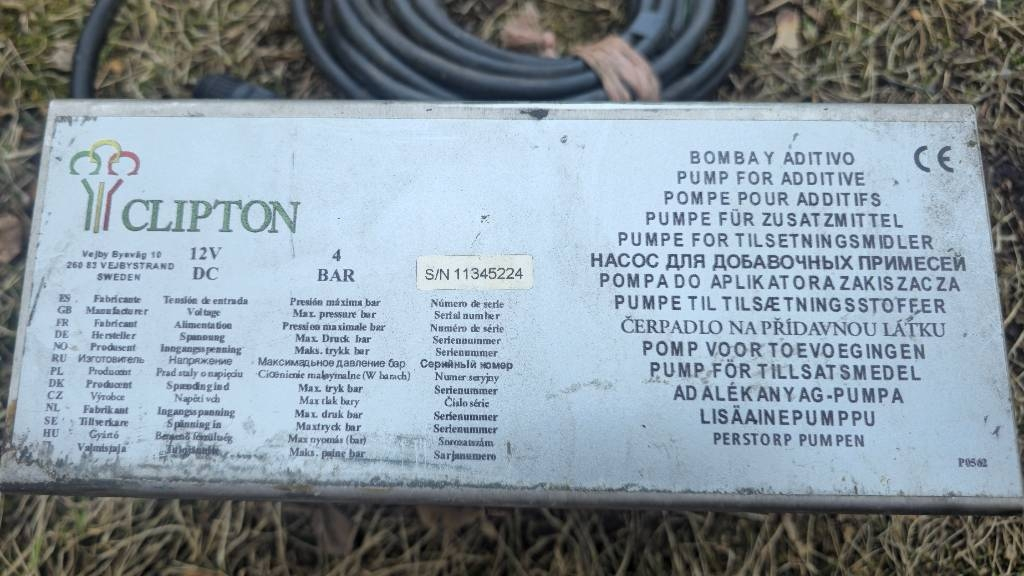 CLIPTON
Vejby Byaväg 10
260 83 VEJBYSTRAND
SWEDEN
12V
DC
4
BAR
S/N 11345224
ES Fabricante Tensión de entrada Presión máxima bar Número de serie
GB Manufacturer Voltage Max. pressure bar Serial number
FR Fabricant Alimentation Pression maximale bar Numéro de série
DE Hersteller Spannung Max. Druck bar Seriennummer
NO Produsent Inngangsspenning Maks. trykk bar Serienummer
RU Изготовитель Напряжение Максимадьное давление бар Серийный номер
PL Producent Prad staly o napięciu Ciśnienie maksymalne (W barach) Numer seryjny
DK Producent Spænding ind Max. tryk bar Serienummer
CZ Výrobce Napětí vch Max tlak bary Číslo série
NL Fabrikant Ingangsspanning Max. druk bar Serienummer
SE Tillverkare Spänning in Maxtryck bar Serienummer
HU Gyártó Max nyomás (bar) Sorozatszám
Valmistaja Maks. paine bar Sarjanumero
BOMBAY ADITIVO
CE
PUMP FOR ADDITIVE
POMPE POUR ADDITIFS
PUMPE FÜR ZUSATZMITTEL
PUMPE FOR TILSETNINGSMIDLER
НАСОС ДЛЯ ДОБАВОЧНЫХ ПРИМЕСЕЙ
POMPA DO APLIKATORA ZAKISZACZA
PUMPE TIL TILSÆTNINGSSTOFFER
ČERPADLO NA PŘÍDAVNOU LÁTKU
POMP VOOR TOEVOEGINGEN
PUMP FÖR TILLSATSMEDEL
ADALÉKANYAG-PUMPA
LISÄAINEPUMPPU
PERSTORP PUMPEN
P0562